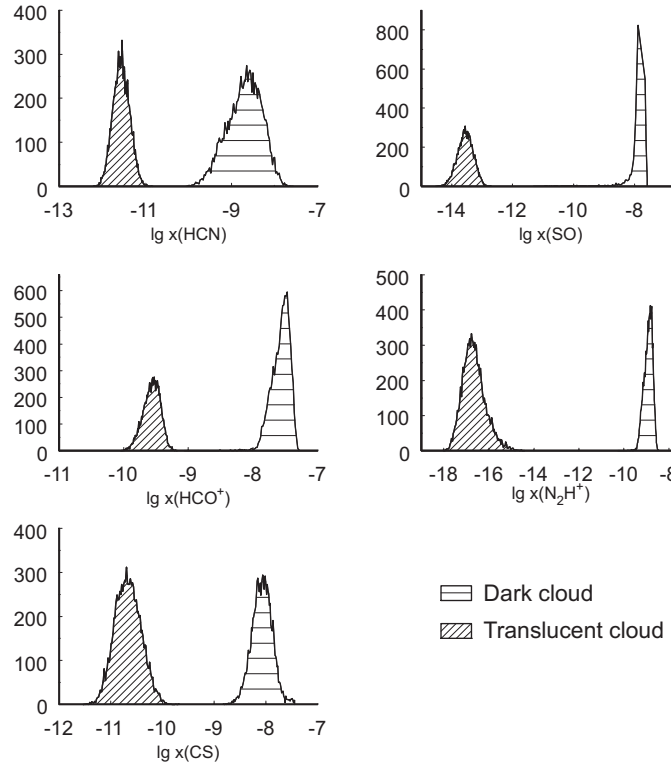 400
300
200
100
0
-13 -11 -9 -7
lg x(HCN)
800
600
400
200
0
-14 -12 -10 -8
lg x(SO)
600
500
400
300
200
100
0
-11 -10 -9 -8 -7
lg x(HCO⁺)
500
400
300
200
100
0
-18 -16 -14 -12 -10 -8
lg x(N₂H⁺)
400
300
200
100
0
-12 -11 -10 -9 -8 -7
lg x(CS)
Dark cloud
Translucent cloud